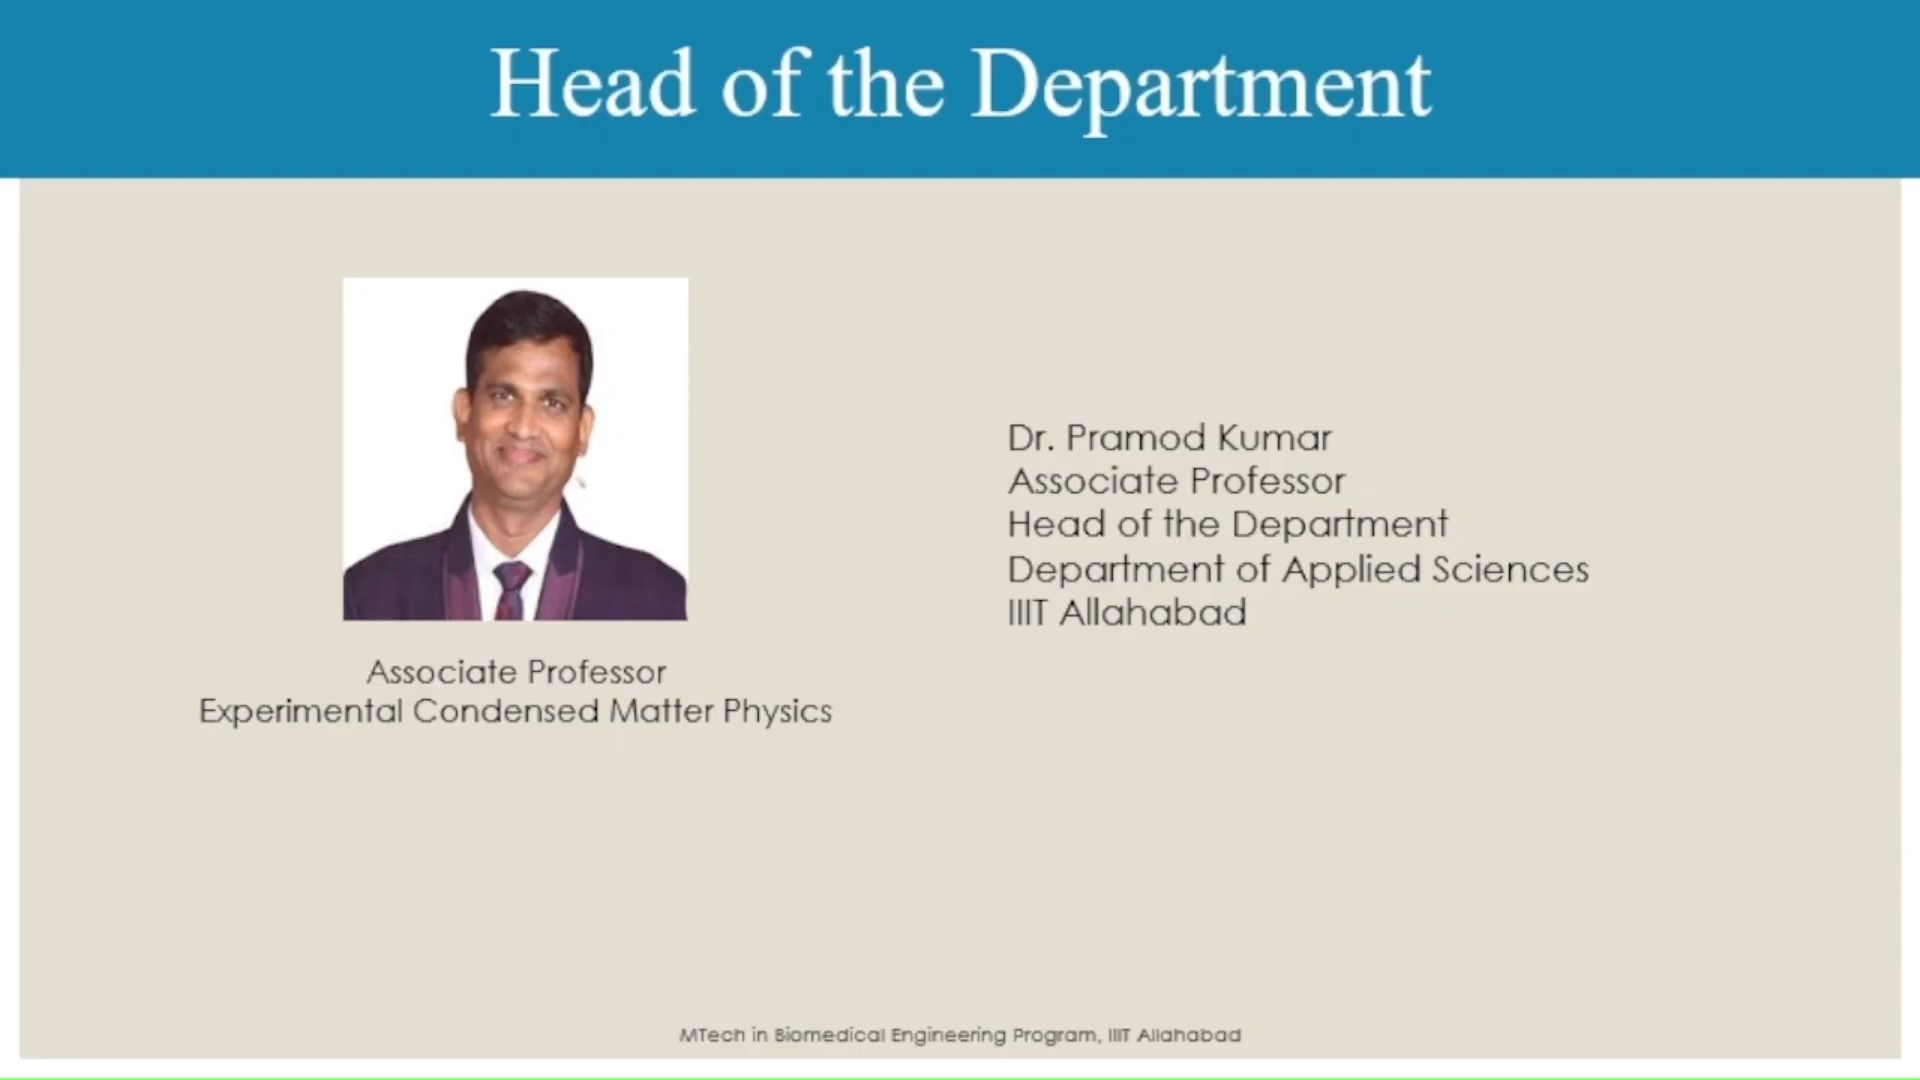 Head of the Department
Associate Professor
Experimental Condensed Matter Physics
Dr. Pramod Kumar
Associate Professor
Head of the Department
Department of Applied Sciences
IIIT Allahabad
MTech in Biomedical Engineering Program, IIIT Allahabad